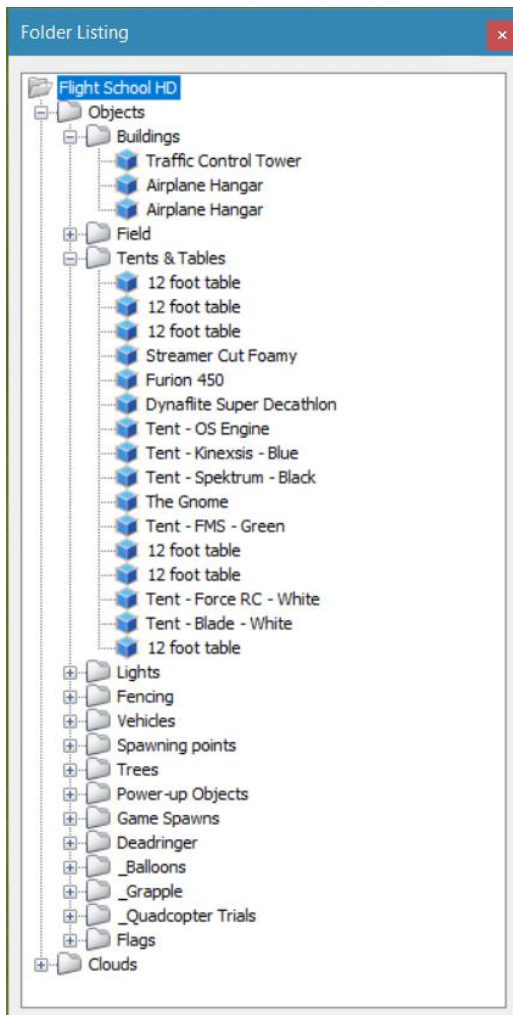 Folder Listing
Flight School HD
Objects
Buildings
Traffic Control Tower
Airplane Hangar
Airplane Hangar
Field
Tents & Tables
12 foot table
12 foot table
12 foot table
Streamer Cut Foamy
Furion 450
Dynaflite Super Decathlon
Tent - OS Engine
Tent - Kinexsis - Blue
Tent - Spektrum - Black
The Gnome
Tent - FMS - Green
12 foot table
12 foot table
Tent - Force RC - White
Tent - Blade - White
12 foot table
Lights
Fencing
Vehicles
Spawning points
Trees
Power-up Objects
Game Spawns
Deadringer
_Balloons
_Grapple
_Quadcopter Trials
Flags
Clouds